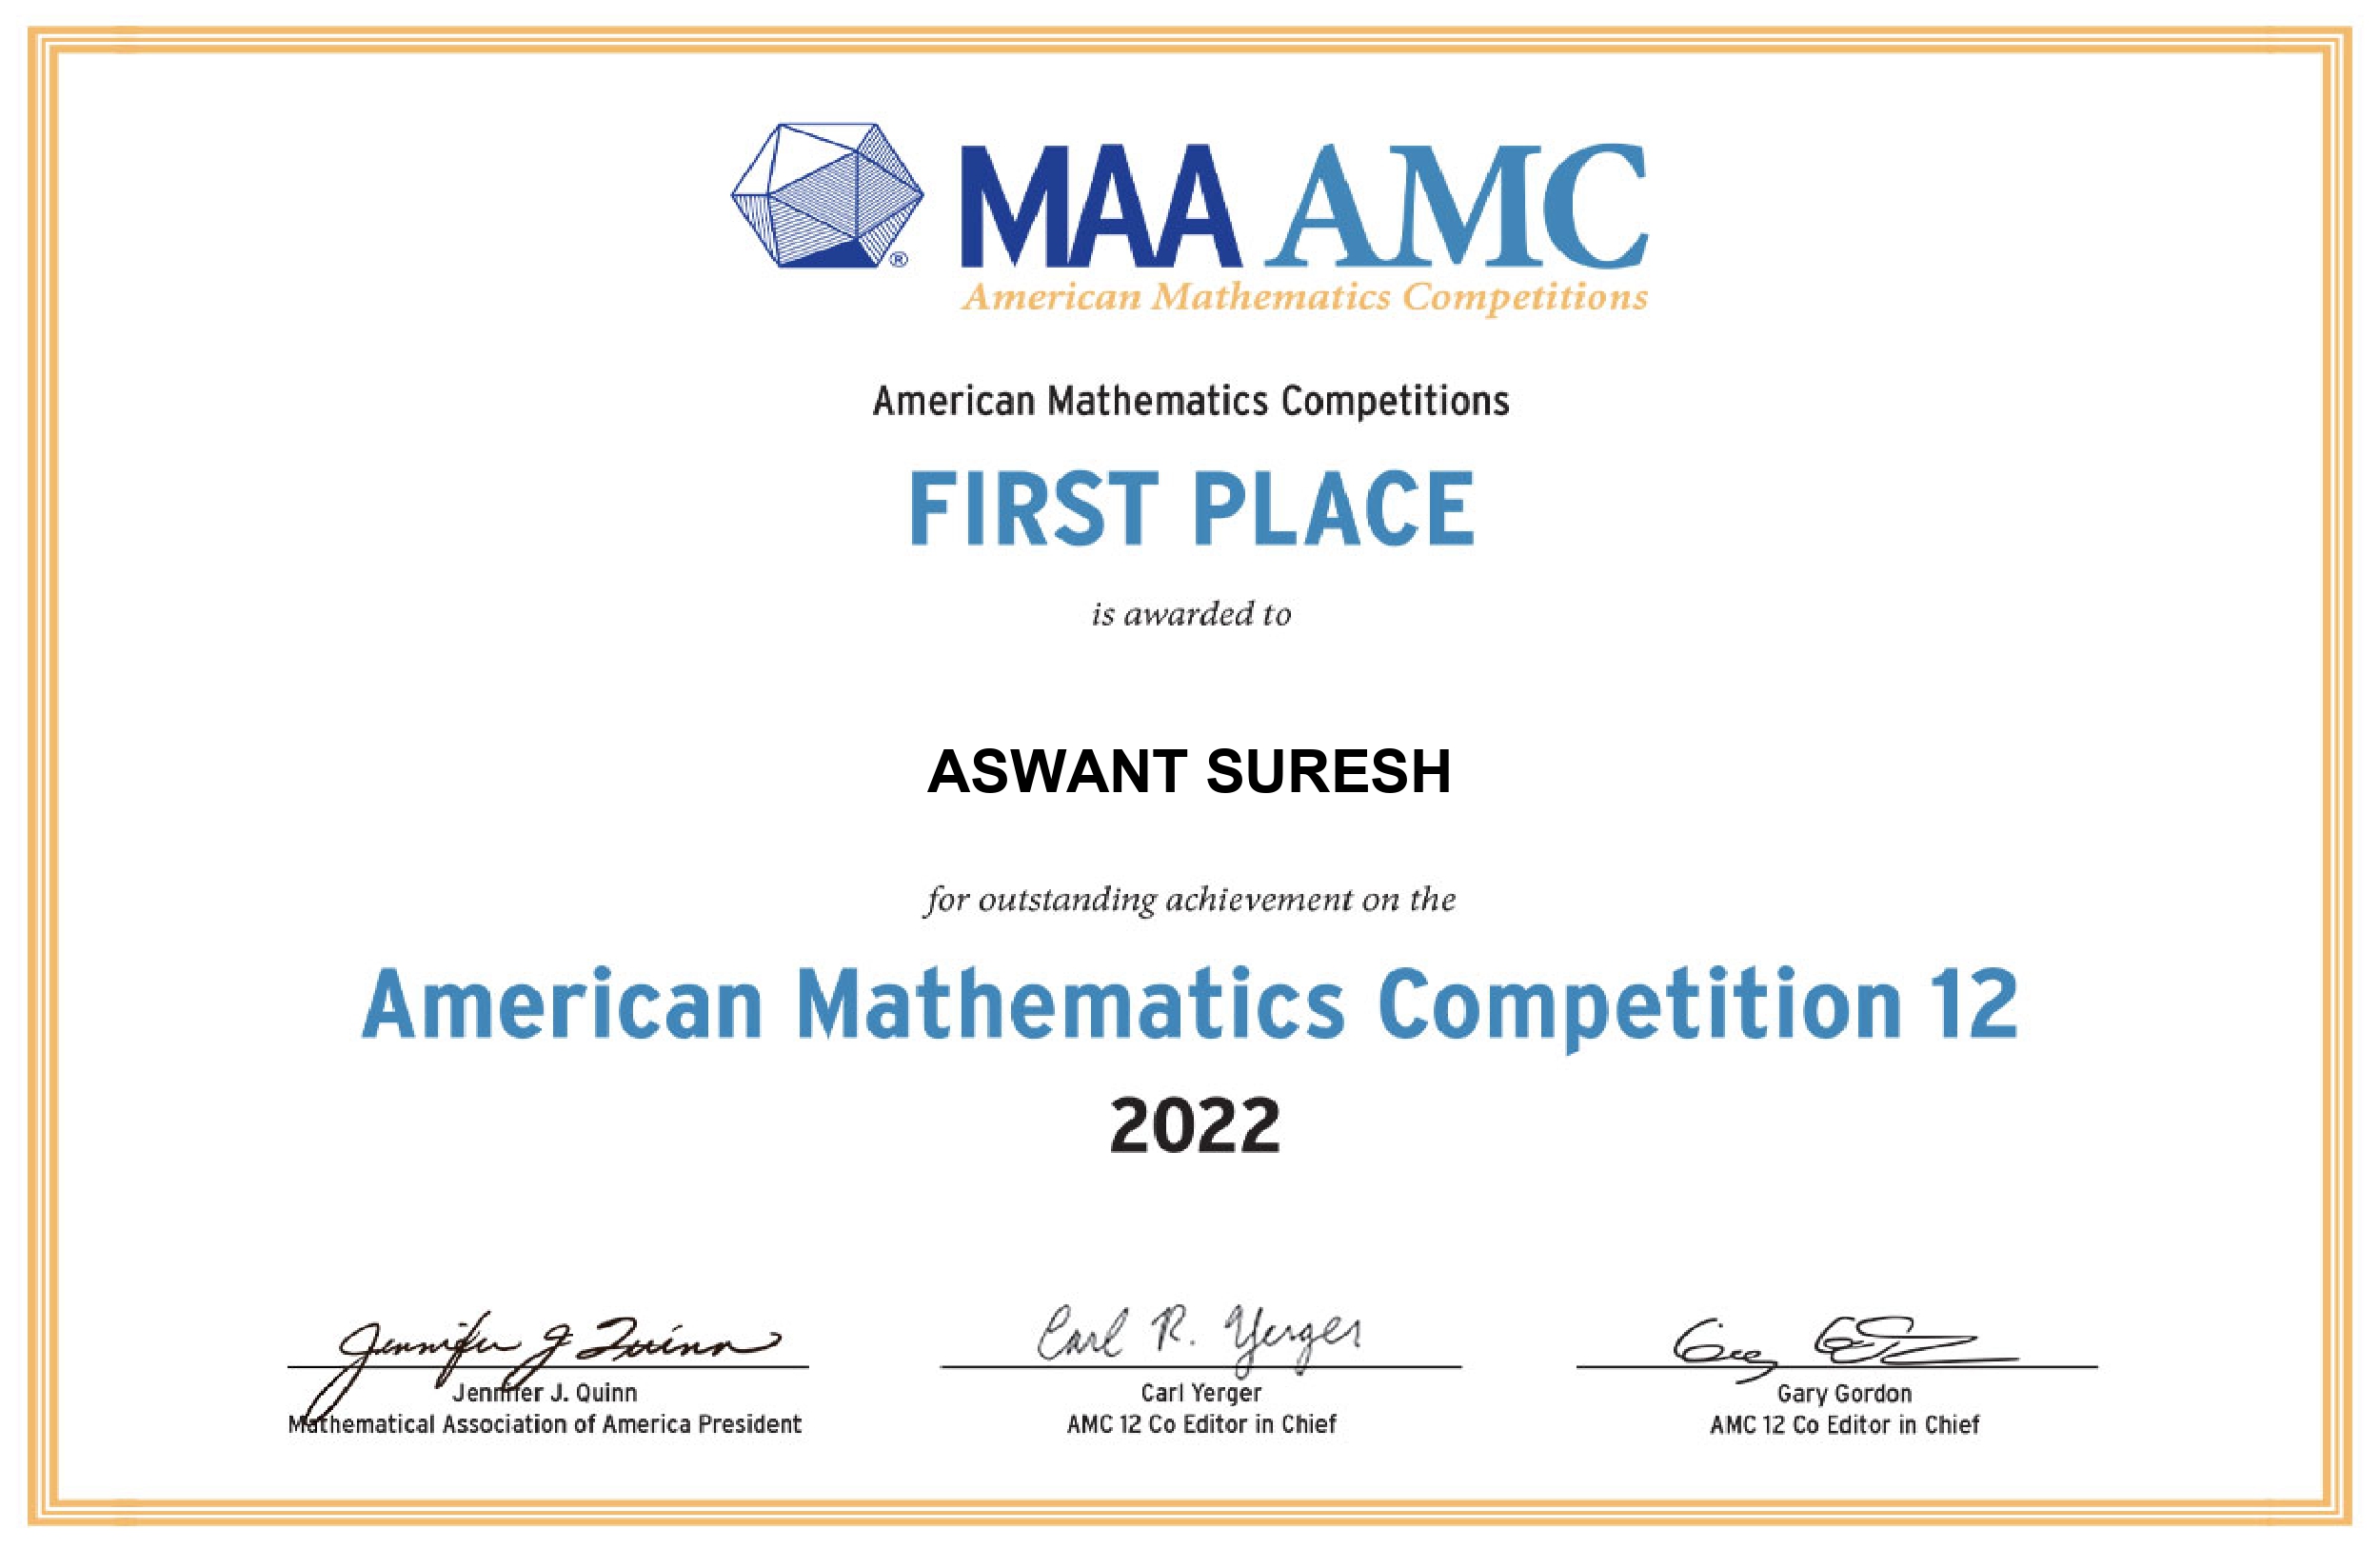 MAA AMC
American Mathematics Competitions
American Mathematics Competitions
FIRST PLACE
is awarded to
ASWANT SURESH
for outstanding achievement on the
American Mathematics Competition 12
2022
Jennifer J Quinn
Carl R. Yerger
Jennifer J. Quinn
Carl Yerger
Gary Gordon
Mathematical Association of America President
AMC 12 Co Editor in Chief
AMC 12 Co Editor in Chief